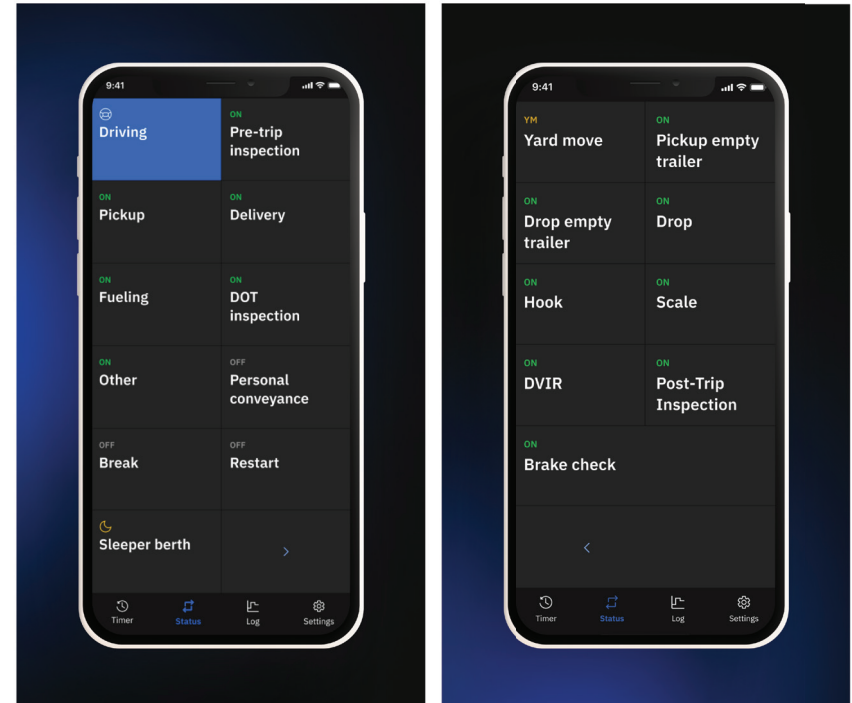 9:41
Driving
ON
Pre-trip
inspection
ON
Pickup
ON
Delivery
ON
Fueling
ON
DOT
inspection
ON
Other
OFF
Personal
conveyance
OFF
Break
OFF
Restart
Sleeper berth
Timer
Status
Log
Settings
9:41
YM
Yard move
ON
Pickup empty
trailer
ON
Drop empty
trailer
ON
Drop
ON
Hook
ON
Scale
ON
DVIR
ON
Post-Trip
Inspection
ON
Brake check
Timer
Status
Log
Settings